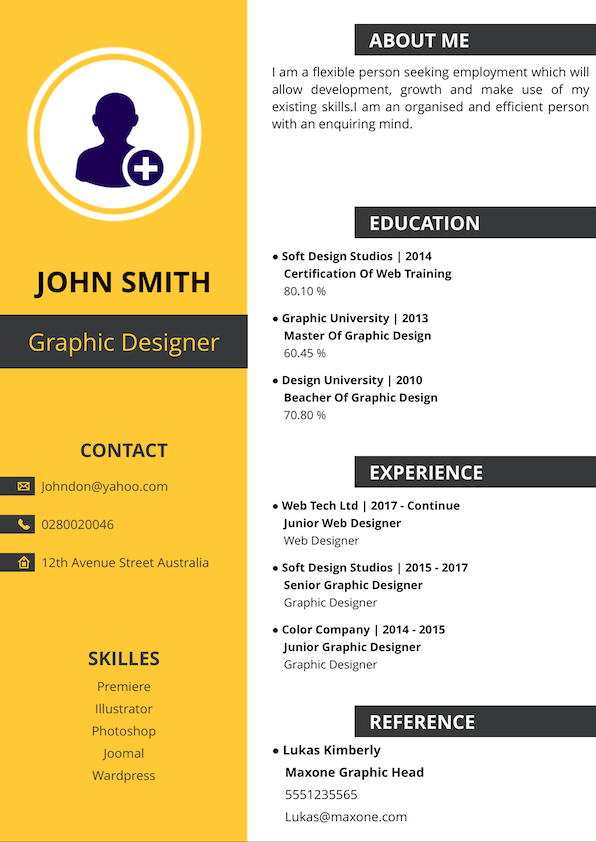 JOHN SMITH
Graphic Designer
CONTACT
Johndon@yahoo.com
0280020046
12th Avenue Street Australia
SKILLES
Premiere
Illustrator
Photoshop
Joomal
Wardpress
ABOUT ME
I am a flexible person seeking employment which will
allow development, growth and make use of my
existing skills.I am an organised and efficient person
with an enquiring mind.
EDUCATION
• Soft Design Studios | 2014
Certification Of Web Training
80.10 %
• Graphic University | 2013
Master Of Graphic Design
60.45 %
• Design University | 2010
Beacher Of Graphic Design
70.80 %
EXPERIENCE
• Web Tech Ltd | 2017 - Continue
Junior Web Designer
Web Designer
• Soft Design Studios | 2015 - 2017
Senior Graphic Designer
Graphic Designer
• Color Company | 2014 - 2015
Junior Graphic Designer
Graphic Designer
REFERENCE
• Lukas Kimberly
Maxone Graphic Head
5551235565
Lukas@maxone.com